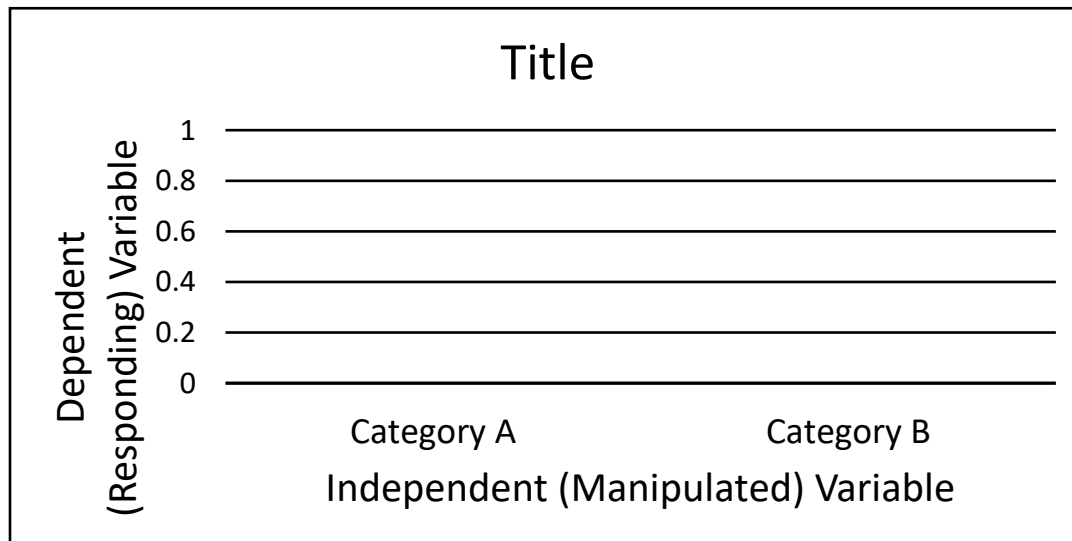 Title
Dependent
(Responding) Variable
1
0.8
0.6
0.4
0.2
0
Category A
Category B
Independent (Manipulated) Variable